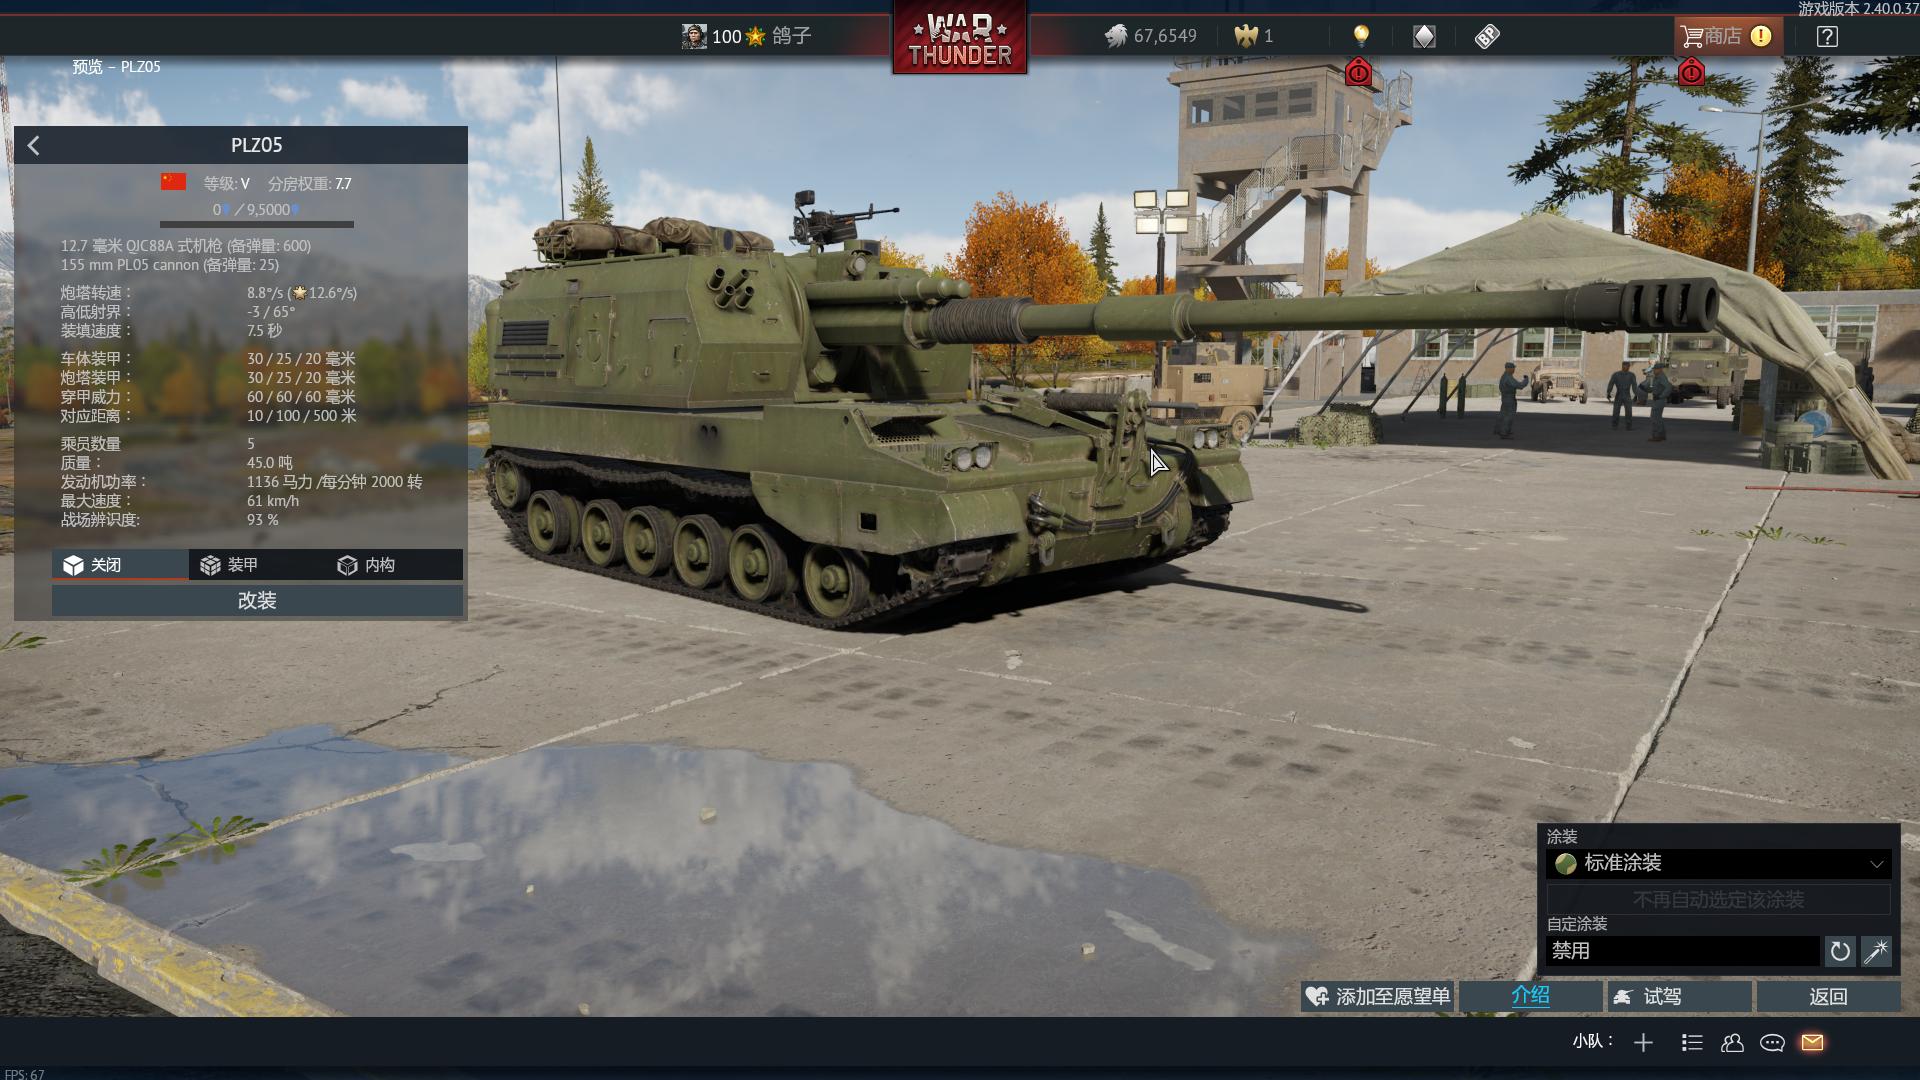 游戏版本 2.40.0.37
100 鸽子
WAR THUNDER
67,6549
1
BP
商店
预览 – PLZ05
PLZ05
等级: V 分房权重: 7.7
0 / 9,5000
12.7 毫米 QJC88A 式机枪 (备弹量: 600)
155 mm PL05 cannon (备弹量: 25)
炮塔转速： 8.8°/s (12.6°/s)
高低射界： -3 / 65°
装填速度： 7.5 秒
车体装甲： 30 / 25 / 20 毫米
炮塔装甲： 30 / 25 / 20 毫米
穿甲威力： 60 / 60 / 60 毫米
对应距离： 10 / 100 / 500 米
乘员数量 5
质量： 45.0 吨
发动机功率： 1136 马力 /每分钟 2000 转
最大速度： 61 km/h
战场辨识度: 93 %
关闭 装甲 内构
改装
涂装
标准涂装
不再自动选定该涂装
自定涂装
禁用
添加至愿望单 介绍 试驾 返回
小队：
FPS: 67